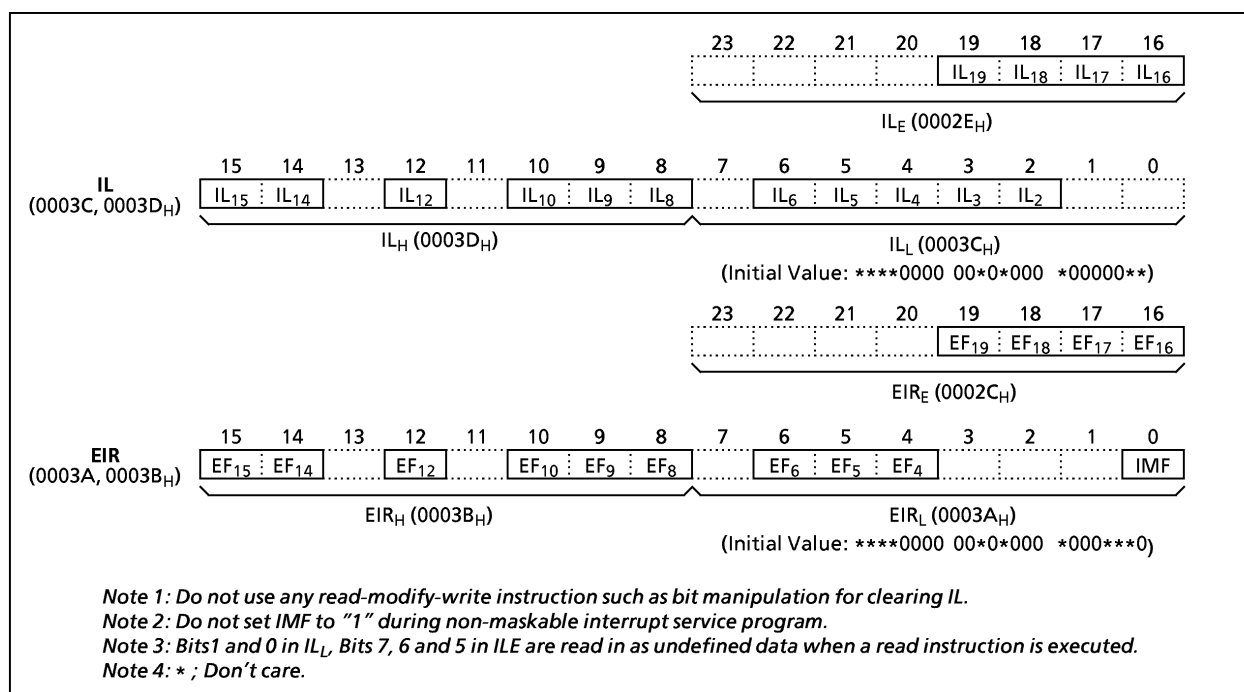 23 22 21 20 19 18 17 16
IL19 IL18 IL17 IL16
ILE (0002EH)
15 14 13 12 11 10 9 8 7 6 5 4 3 2 1 0
IL
(0003C, 0003DH)
IL15 IL14 IL12 IL10 IL9 IL8 IL6 IL5 IL4 IL3 IL2
ILH (0003DH) ILL (0003CH)
(Initial Value: ****0000 00*0*000 *00000**)
23 22 21 20 19 18 17 16
EF19 EF18 EF17 EF16
EIRE (0002CH)
15 14 13 12 11 10 9 8 7 6 5 4 3 2 1 0
EIR
(0003A, 0003BH)
EF15 EF14 EF12 EF10 EF9 EF8 EF6 EF5 EF4 IMF
EIRH (0003BH) EIRL (0003AH)
(Initial Value: ****0000 00*0*000 *000***0)
Note 1: Do not use any read-modify-write instruction such as bit manipulation for clearing IL.
Note 2: Do not set IMF to "1" during non-maskable interrupt service program.
Note 3: Bits1 and 0 in ILL, Bits 7, 6 and 5 in ILE are read in as undefined data when a read instruction is executed.
Note 4: * ; Don't care.